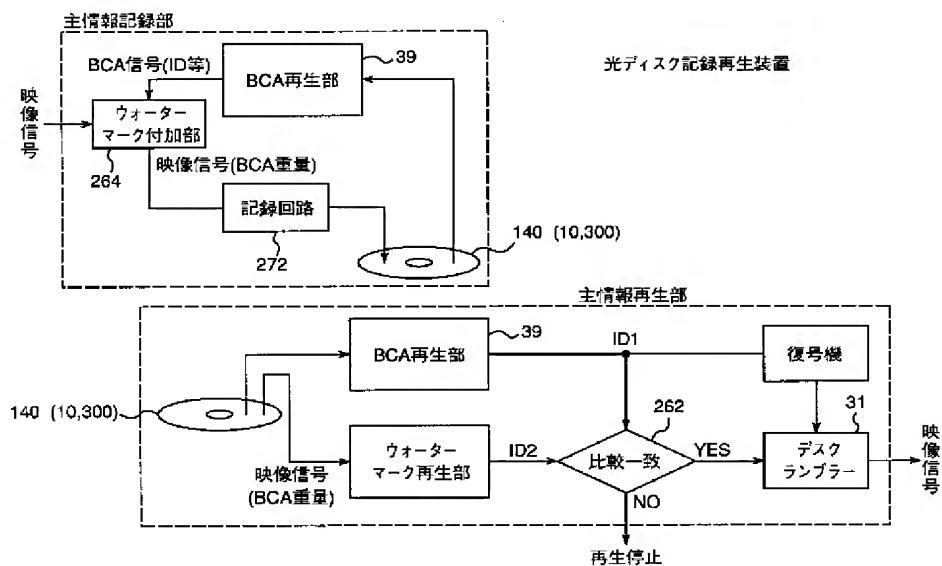 主情報記録部
光ディスク記録再生装置
39
BCA信号(ID等)
BCA再生部
映像信号
ウォーター
マーク付加部
264
映像信号(BCA重量)
記録回路
272
140 (10,300)
主情報再生部
39
BCA再生部
ID1
復号機
140 (10,300)
262
31
映像信号
(BCA重量)
ウォーター
マーク再生部
ID2
比較一致
YES
デスク
ランブラー
映像信号
NO
再生停止